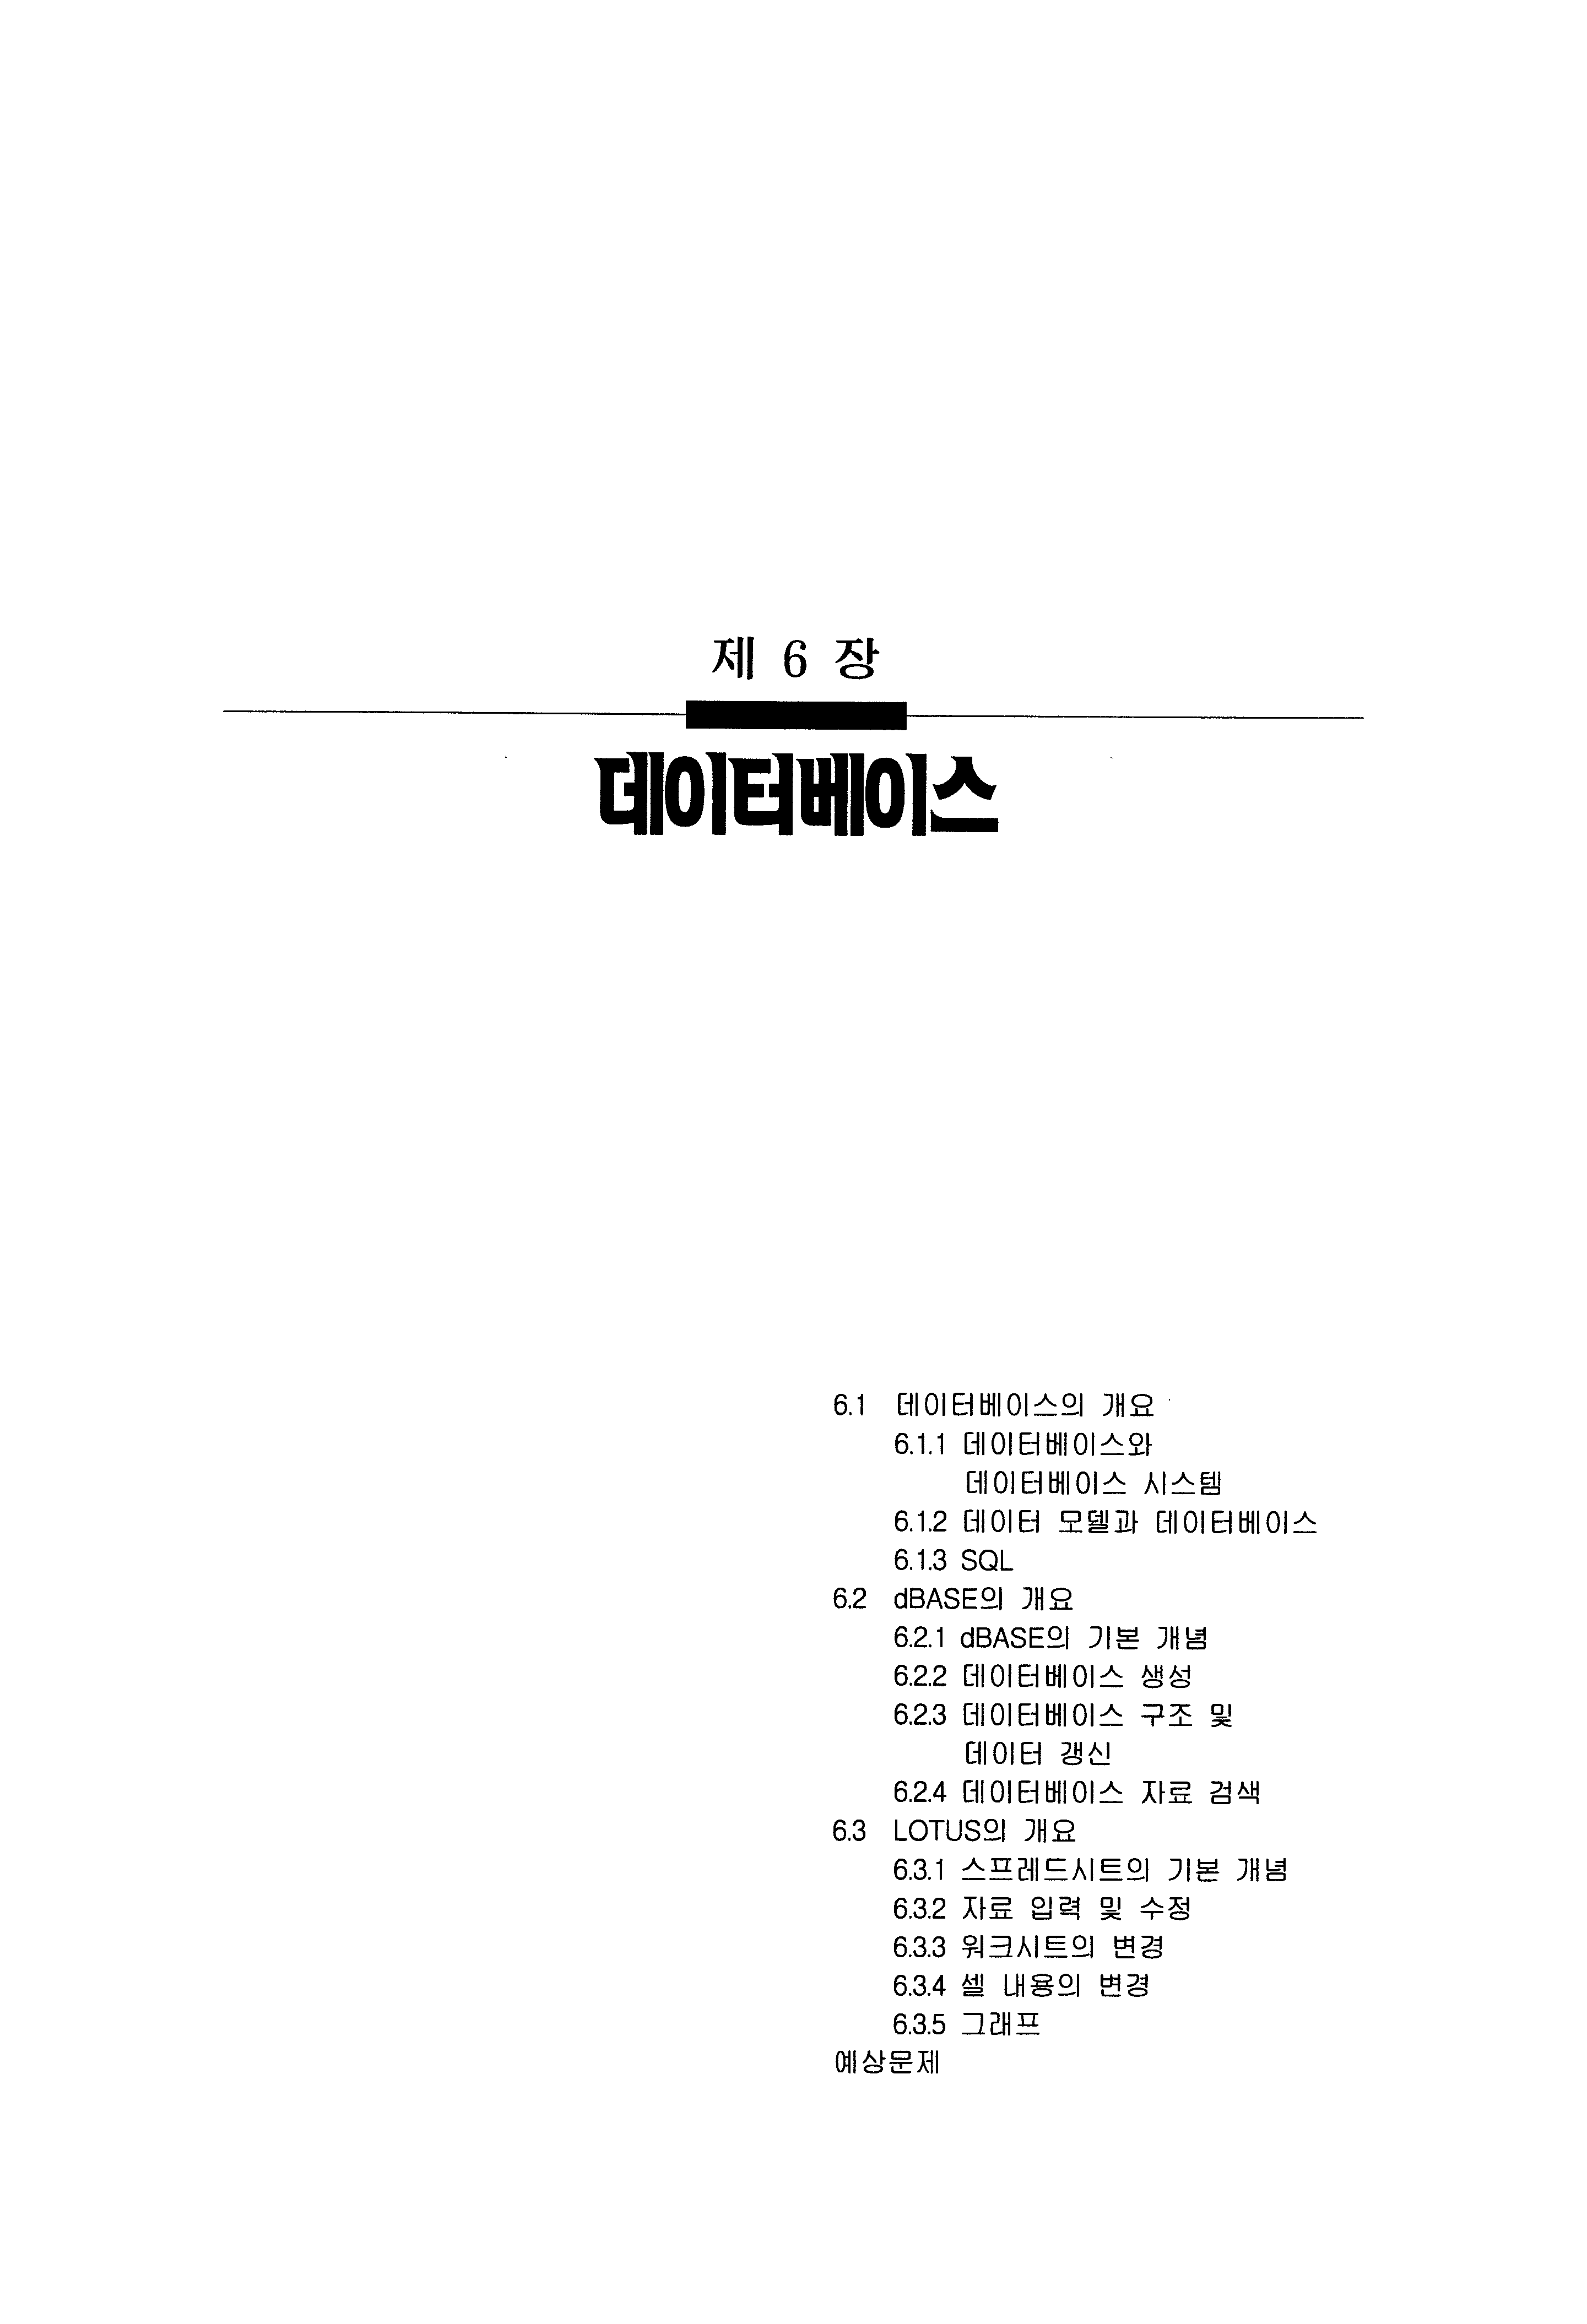 제 6 장
데이터베이스
6.1 데이터베이스의 개요
6.1.1 데이터베이스와
데이터베이스 시스템
6.1.2 데이터 모델과 데이터베이스
6.1.3 SQL
6.2 dBASE의 개요
6.2.1 dBASE의 기본 개념
6.2.2 데이터베이스 생성
6.2.3 데이터베이스 구조 및
데이터 갱신
6.2.4 데이터베이스 자료 검색
6.3 LOTUS의 개요
6.3.1 스프레드시트의 기본 개념
6.3.2 자료 입력 및 수정
6.3.3 워크시트의 변경
6.3.4 셀 내용의 변경
6.3.5 그래프
예상문제